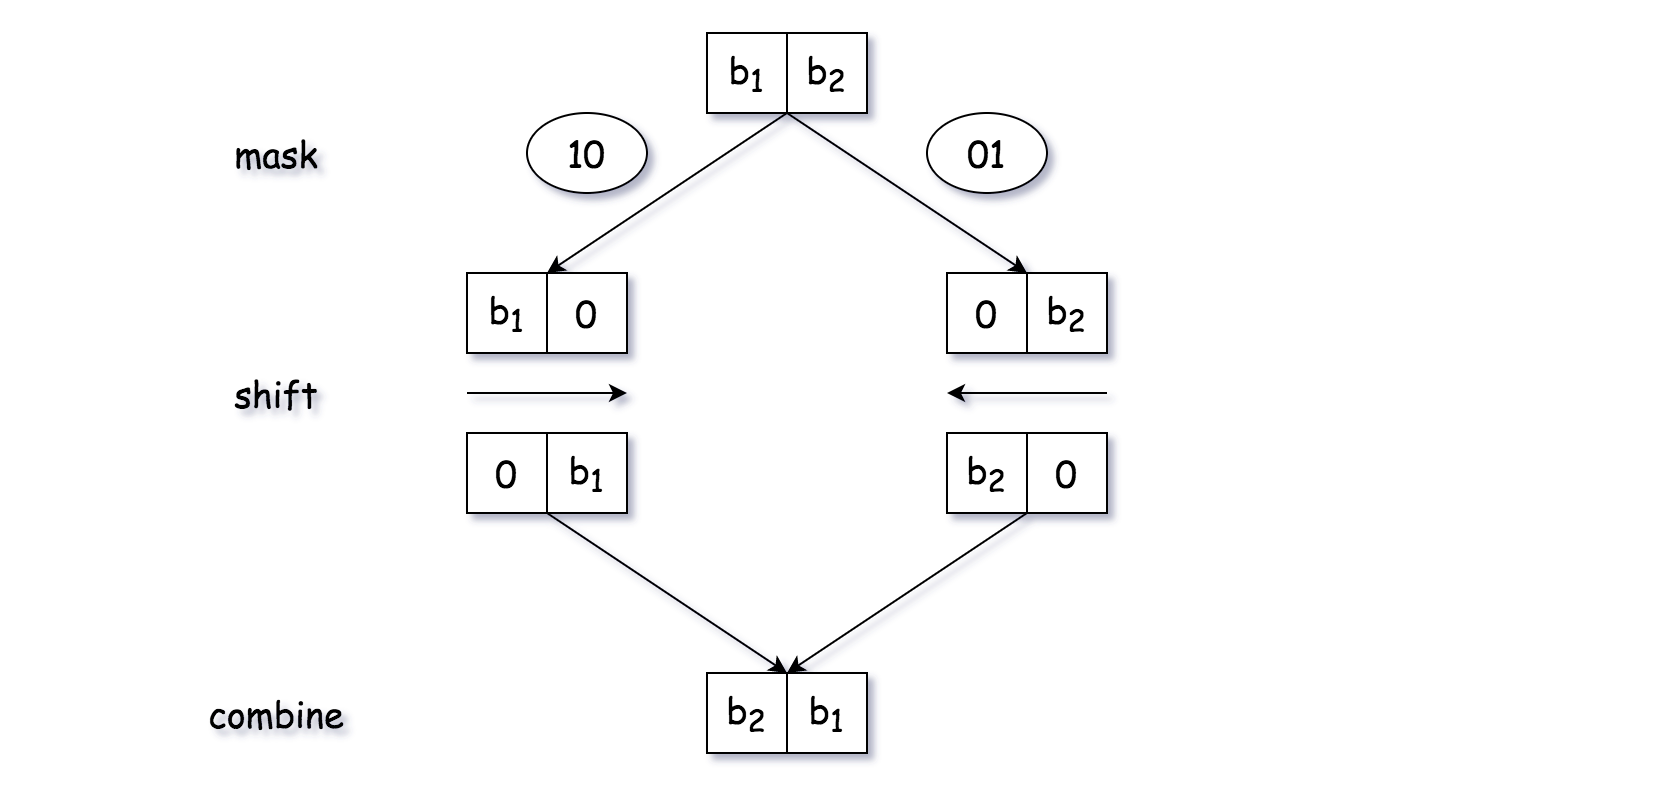 b₁ b₂
mask 10 01
b₁ 0 0 b₂
shift
0 b₁ b₂ 0
combine b₂ b₁